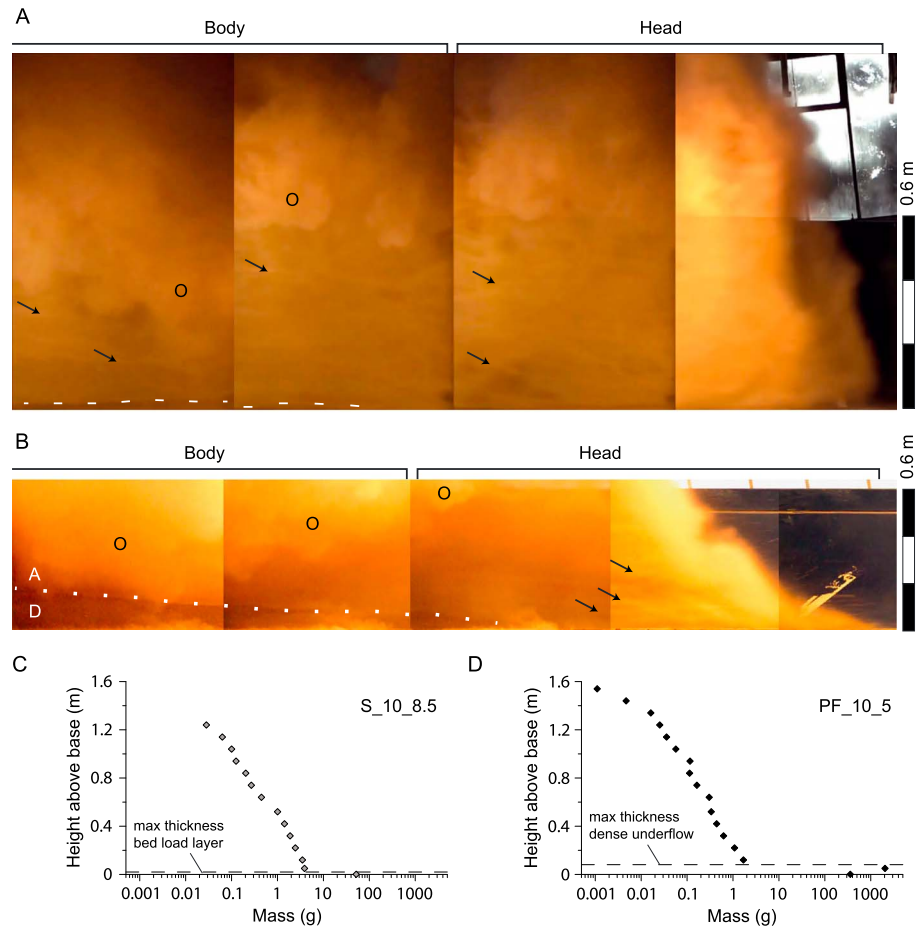 A
Body Head
O
O
0.6 m
B
Body Head
O
O
O
A
D
0.6 m
C
1.6
1.2
0.8
0.4
0
Height above base (m)
S_10_8.5
max thickness
bed load layer
0.001 0.01 0.1 1 10 100 1000
Mass (g)
D
1.6
1.2
0.8
0.4
0
Height above base (m)
PF_10_5
max thickness
dense underflow
0.001 0.01 0.1 1 10 100 1000
Mass (g)